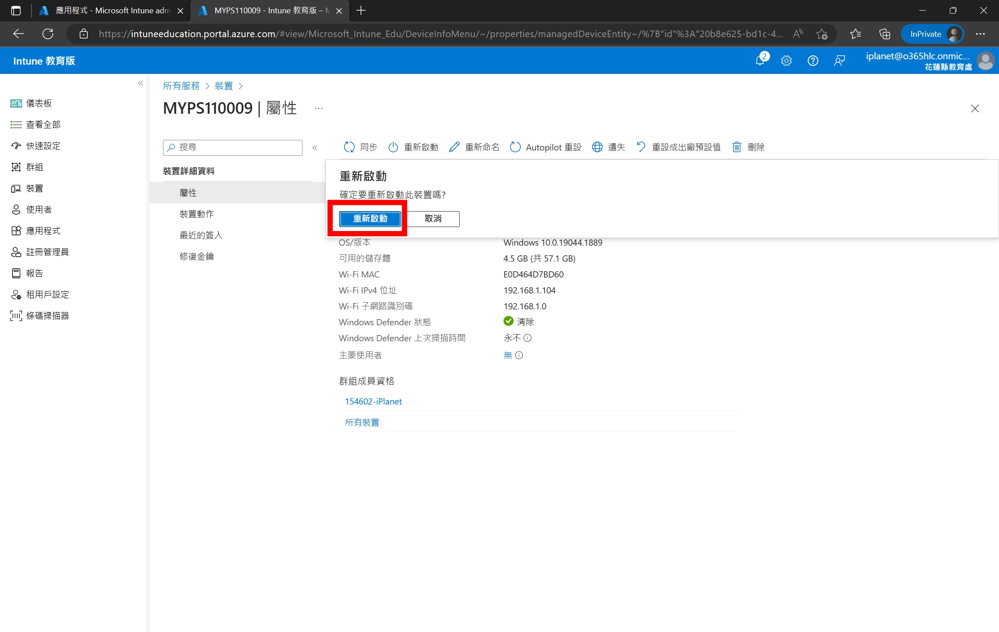 應用程式 - Microsoft Intune adm
MYPS110009 - Intune 教育版 – M
https://intuneeducation.portal.azure.com/#view/Microsoft_Intune_Edu/DeviceInfoMenu/~/properties/managedDeviceEntity~/%7B"id"%3A"20b8e625-bd1c-4...
InPrivate
Intune 教育版
2
iplanet@o365hlc.onmic...
花蓮縣教育處
儀表板
查看全部
快速設定
群組
裝置
使用者
應用程式
註冊管理員
報告
租用戶設定
條碼掃描器
所有服務 > 裝置 >
MYPS110009 | 屬性 ...
搜尋
裝置詳細資料
屬性
裝置動作
最近的簽入
修復金鑰
同步 重新啟動 重新命名 Autopilot 重設 遺失 重設成出廠預設值 刪除
重新啟動
確定要重新啟動此裝置嗎?
重新啟動 取消
OS/版本 Windows 10.0.19044.1889
可用的儲存體 4.5 GB (共 57.1 GB)
Wi-Fi MAC E0D464D7BD60
Wi-Fi IPv4 位址 192.168.1.104
Wi-Fi 子網路識別碼 192.168.1.0
Windows Defender 狀態 清除
Windows Defender 上次掃描時間 永不
主要使用者 無
群組成員資格
154602-iPlanet
所有裝置